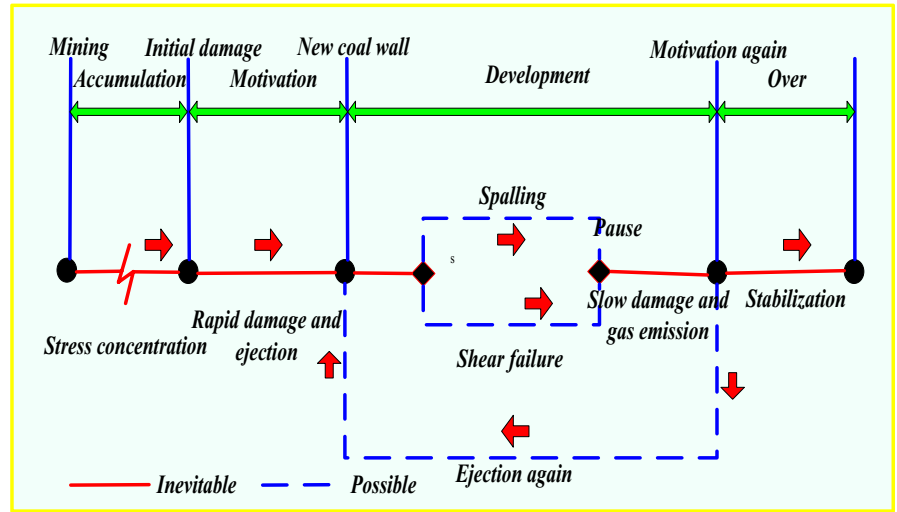 Mining
Initial damage
New coal wall
Motivation again
Accumulation
Motivation
Development
Over
Spalling
Pause
s
Stress concentration
Rapid damage and
ejection
Shear failure
Slow damage and
gas emission
Stabilization
Ejection again
Inevitable
Possible